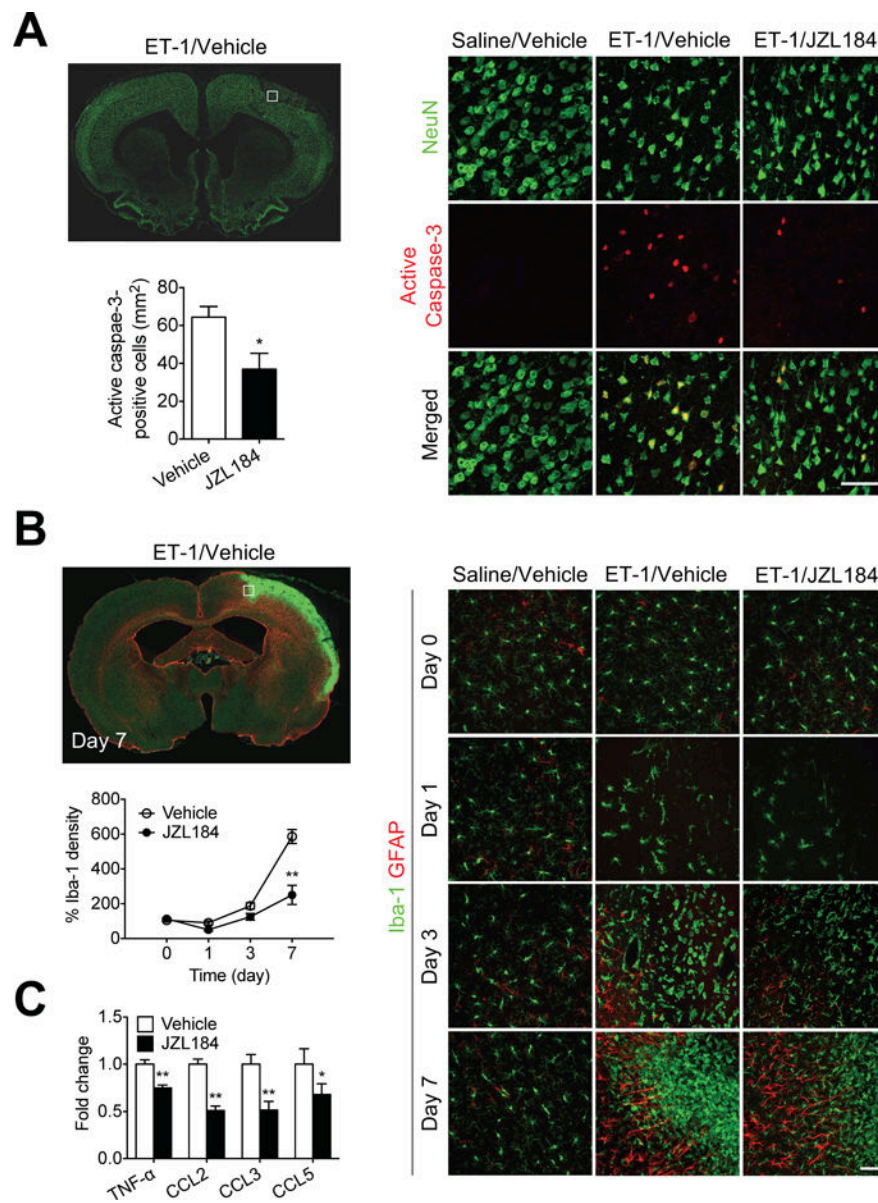 A
ET-1/Vehicle
Active caspae-3-
positive cells (mm²)
80
60
40
20
0
*
Vehicle
JZL184
Saline/Vehicle
ET-1/Vehicle
ET-1/JZL184
NeuN
Active
Caspase-3
Merged
B
ET-1/Vehicle
Day 7
% Iba-1 density
800
600
400
200
0
Vehicle
JZL184
**
0
1
3
7
Time (day)
Saline/Vehicle
ET-1/Vehicle
ET-1/JZL184
Iba-1 GFAP
Day 0
Day 1
Day 3
Day 7
C
Fold change
1.5
1.0
0.5
0.0
Vehicle
JZL184
**
**
**
*
TNF-α
CCL2
CCL3
CCL5